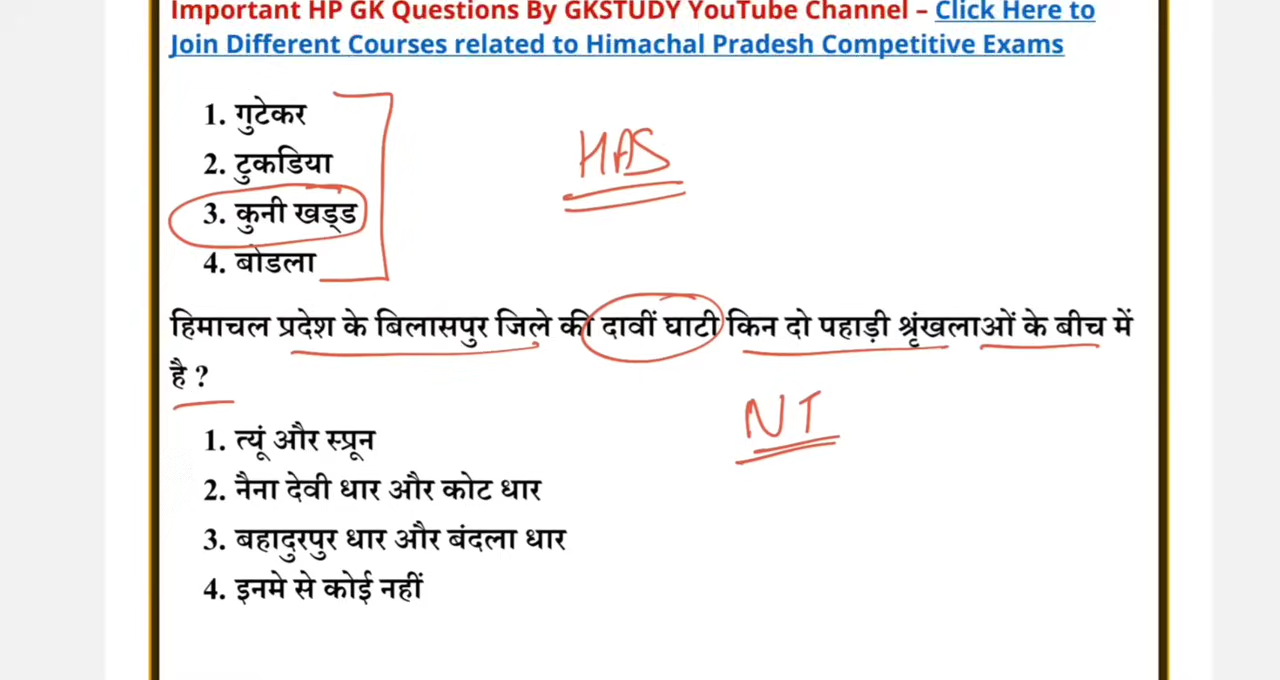 Important HP GK Questions By GKSTUDY YouTube Channel – Click Here to
Join Different Courses related to Himachal Pradesh Competitive Exams
1. गुटेकर
2. टुकडिया
HAS
3. कुनी खड्ड
4. बोडला
हिमाचल प्रदेश के बिलासपुर जिले की दावीं घाटी किन दो पहाड़ी श्रृंखलाओं के बीच में
है ?
NT
1. त्यूं और स्प्रून
2. नैना देवी धार और कोट धार
3. बहादुरपुर धार और बंदला धार
4. इनमे से कोई नहीं